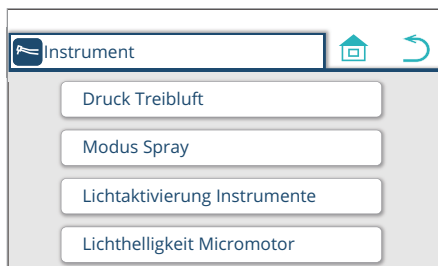 Instrument
Druck Treibluft
Modus Spray
Lichtaktivierung Instrumente
Lichthelligkeit Micromotor